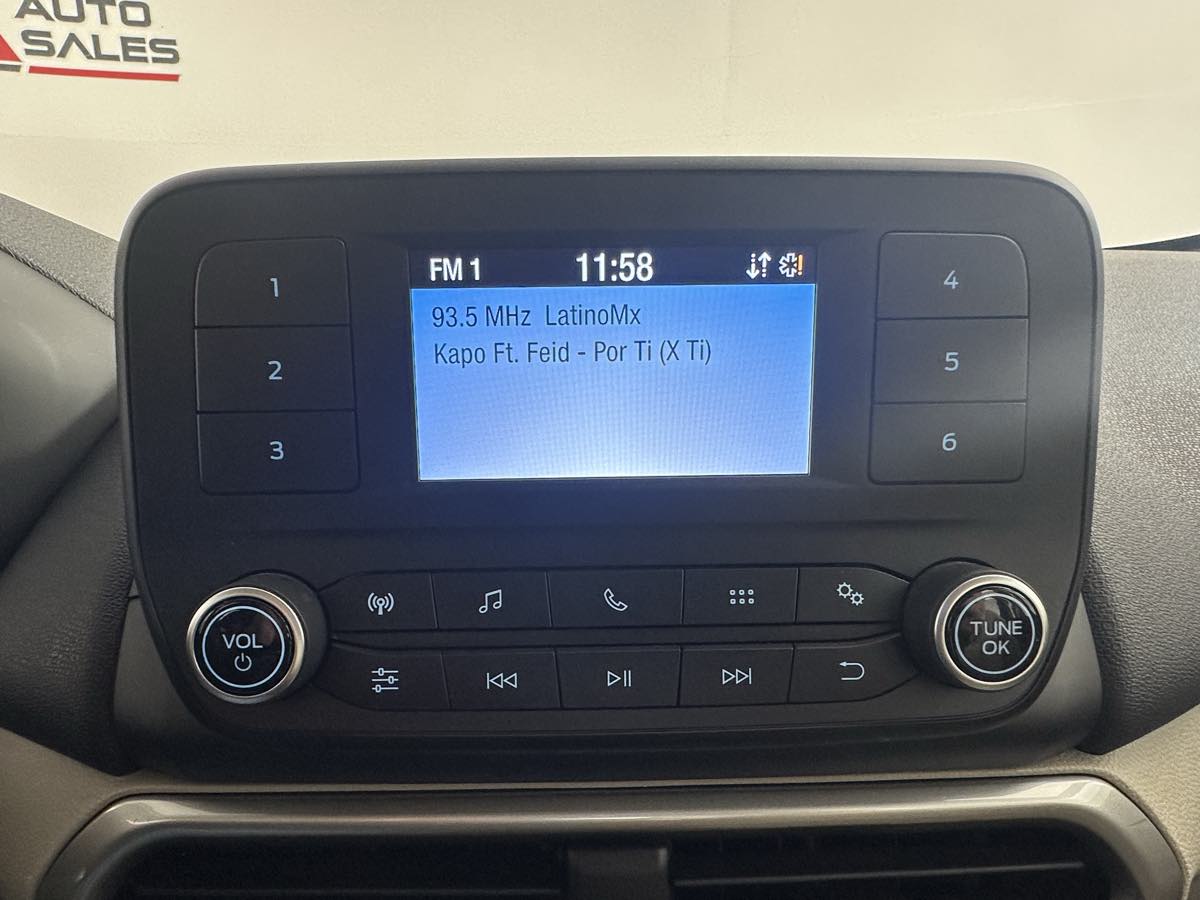 AUTO
SALES
FM 1 11:58
93.5 MHz LatinoMx
Kapo Ft. Feid - Por Ti (X Ti)
1
2
3
4
5
6
VOL
TUNE
OK